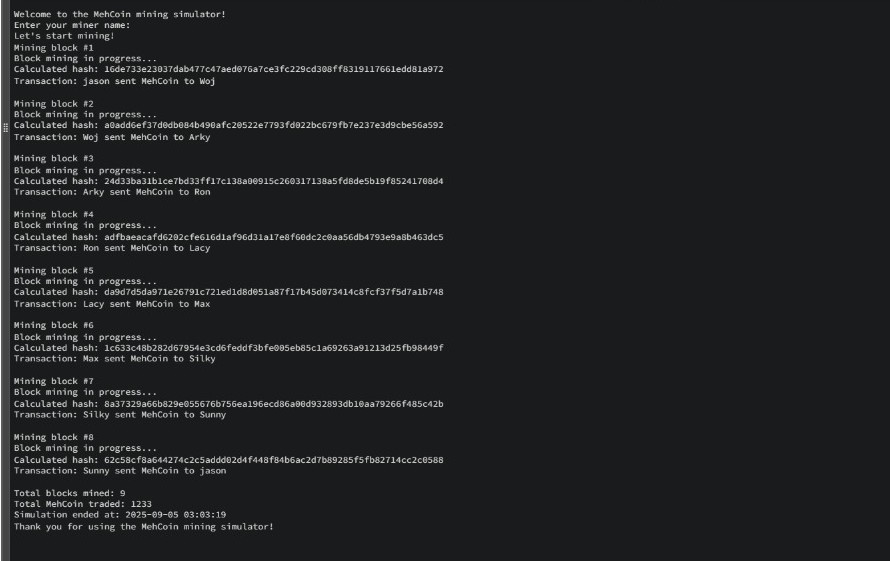 Welcome to the MehCoin mining simulator!
Enter your miner name:
Let's start mining!
Mining block #1
Block mining in progress...
Calculated hash: 16de733e23037dab477c47aed076a7ce3fc229cd308ff8319117661edd81a972
Transaction: jason sent MehCoin to Woj
Mining block #2
Block mining in progress...
Calculated hash: a0add6ef37d0db084b490afc20522e7793fd022bc679fb7e237e3d9cbe56a592
Transaction: Woj sent MehCoin to Arky
Mining block #3
Block mining in progress...
Calculated hash: 24d33ba31b1ce7bd33ff17c138a00915c260317138a5fd8de5b19f85241708d4
Transaction: Arky sent MehCoin to Ron
Mining block #4
Block mining in progress...
Calculated hash: adfbaeacafd6202cfe616d1af96d31a17e8f60dc2c0aa56db4793e9a8b463dc5
Transaction: Ron sent MehCoin to Lacy
Mining block #5
Block mining in progress...
Calculated hash: da9d7d5da971e26791c721ed1d8d051a87f17b45d073414c8fcf37f5d7a1b748
Transaction: Lacy sent MehCoin to Max
Mining block #6
Block mining in progress...
Calculated hash: 1c633c48b282d67954e3cd6feddf3bfe005eb85c1a69263a91213d25fb98449f
Transaction: Max sent MehCoin to Silky
Mining block #7
Block mining in progress...
Calculated hash: 8a37329a66b829e055676b756ea196ecd86a00d932893db10aa79266f485c42b
Transaction: Silky sent MehCoin to Sunny
Mining block #8
Block mining in progress...
Calculated hash: 62c58cf8a644274c2c5addd02d4f448f84b6ac2d7b89285f5fb82714cc2c0588
Transaction: Sunny sent MehCoin to jason
Total blocks mined: 9
Total MehCoin traded: 1233
Simulation ended at: 2025-09-05 03:03:19
Thank you for using the MehCoin mining simulator!